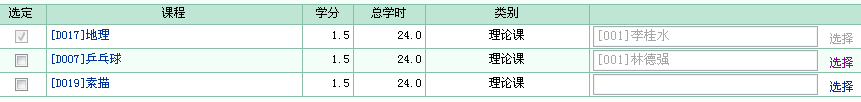 选定 课程 学分 总学时 类别
[D017]地理 1.5 24.0 理论课 [001]李桂水 选择
[D007]乒乓球 1.5 24.0 理论课 [001]林德强 选择
[D019]素描 1.5 24.0 理论课 选择